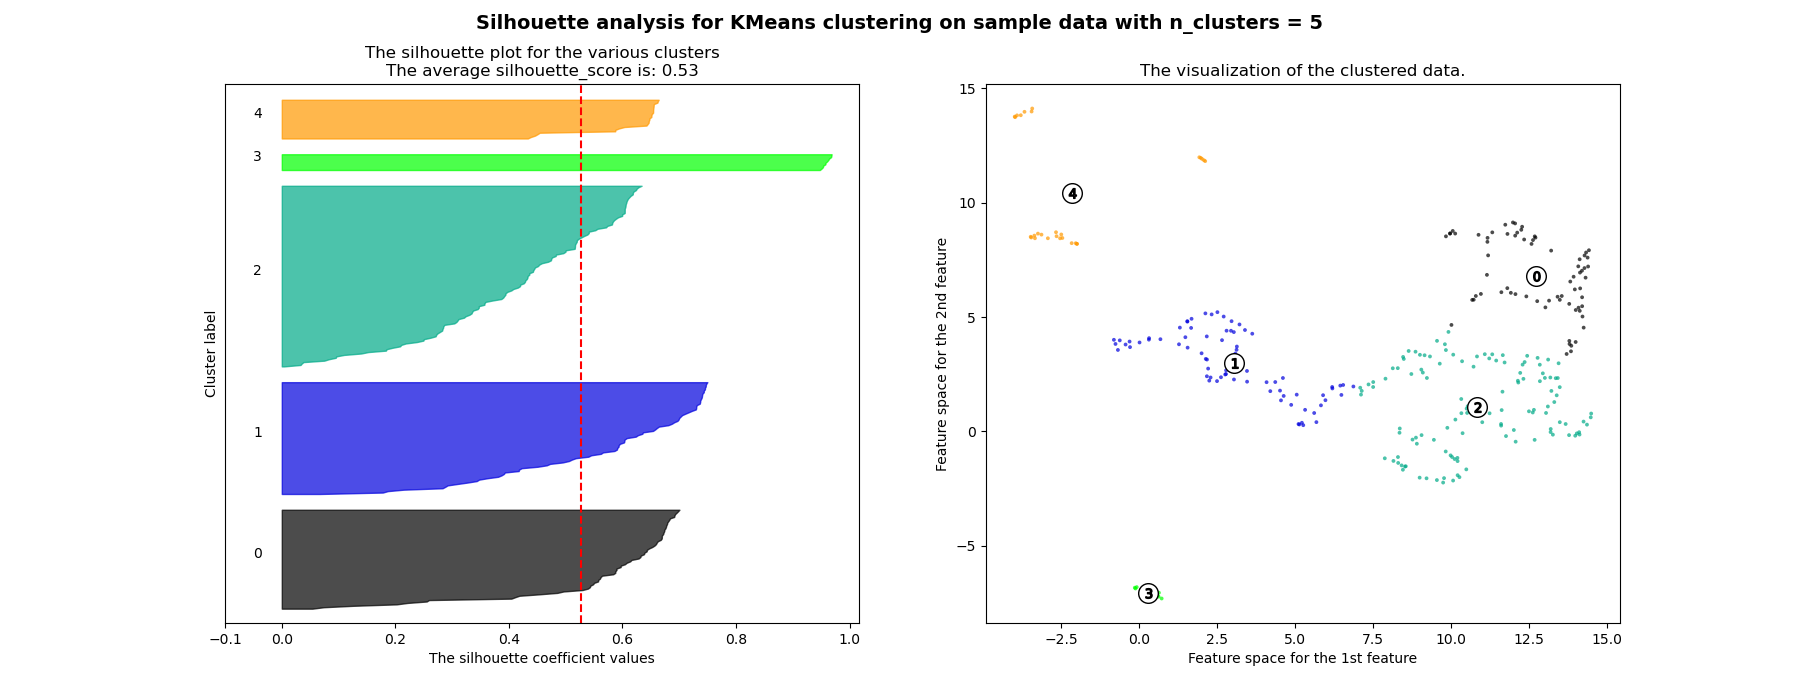 Silhouette analysis for KMeans clustering on sample data with n_clusters = 5
The silhouette plot for the various clusters
The average silhouette_score is: 0.53
Cluster label
4
3
2
1
0
−0.1 0.0 0.2 0.4 0.6 0.8 1.0
The silhouette coefficient values
The visualization of the clustered data.
Feature space for the 2nd feature
15
10
5
0
−5
4
0
1
2
3
−2.5 0.0 2.5 5.0 7.5 10.0 12.5 15.0
Feature space for the 1st feature